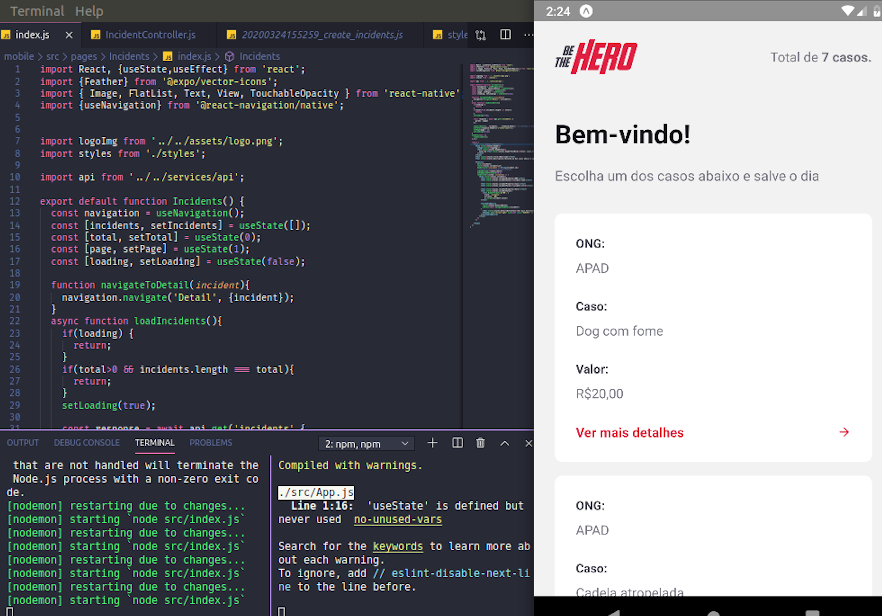 Terminal Help
index.js × IncidentController.js 20200324155259_create_incidents.js style
mobile > src > pages > Incidents > index.js > Incidents
1 import React, {useState,useEffect} from 'react';
2 import {Feather} from '@expo/vector-icons';
3 import { Image, FlatList, Text, View, TouchableOpacity } from 'react-native'
4 import {useNavigation} from '@react-navigation/native';
5
6
7 import logoImg from '../../assets/logo.png';
8 import styles from './styles';
9
10 import api from '../../services/api';
11
12 export default function Incidents() {
13 const navigation = useNavigation();
14 const [incidents, setIncidents] = useState([]);
15 const [total, setTotal] = useState(0);
16 const [page, setPage] = useState(1);
17 const [loading, setLoading] = useState(false);
18
19 function navigateToDetail(incident){
20 navigation.navigate('Detail', {incident});
21 }
22 async function loadIncidents(){
23 if(loading) {
24 return;
25 }
26 if(total>0 && incidents.length === total){
27 return;
28 }
29 setLoading(true);
30
const response = await api.get('incidents', {
OUTPUT DEBUG CONSOLE TERMINAL PROBLEMS 2: npm, npm
that are not handled will terminate the
Node.js process with a non-zero exit co
de.
[nodemon] restarting due to changes...
[nodemon] starting `node src/index.js`
[nodemon] restarting due to changes...
[nodemon] starting `node src/index.js`
[nodemon] restarting due to changes...
[nodemon] starting `node src/index.js`
[nodemon] restarting due to changes...
[nodemon] starting `node src/index.js`
Compiled with warnings.
./src/App.js
Line 1:16: 'useState' is defined but
never used no-unused-vars
Search for the keywords to learn more ab
out each warning.
To ignore, add // eslint-disable-next-li
ne to the line before.
2:24
BE
THE HERO
Total de 7 casos.
Bem-vindo!
Escolha um dos casos abaixo e salve o dia
ONG:
APAD
Caso:
Dog com fome
Valor:
R$20,00
Ver mais detalhes →
ONG:
APAD
Caso:
Cadela atropelada